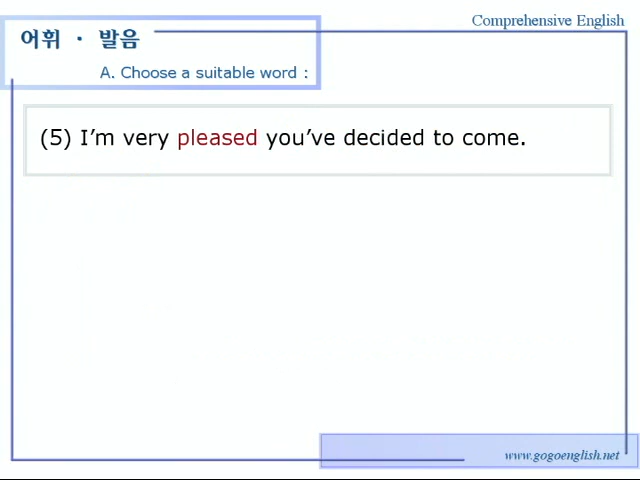 Comprehensive English
어휘 · 발음
A. Choose a suitable word :
(5) I’m very pleased you’ve decided to come.
www.gogoenglish.net